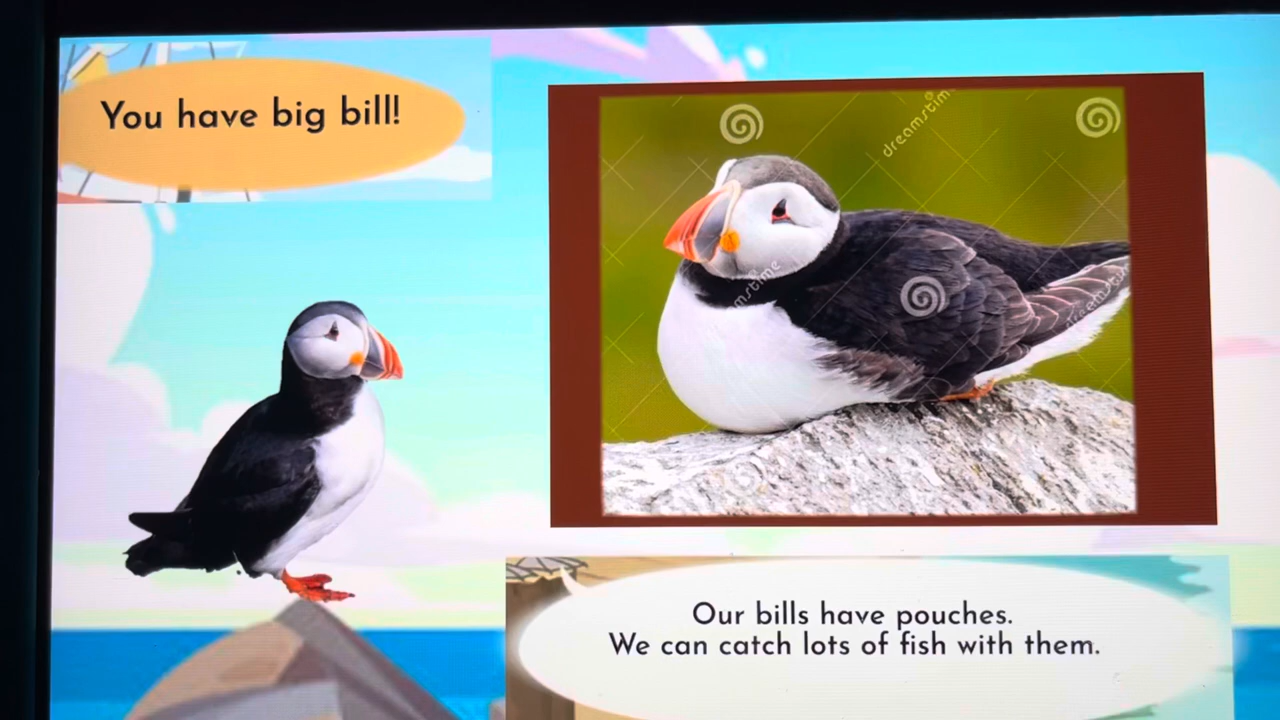 You have big bill!
dreamstime
Our bills have pouches.
We can catch lots of fish with them.